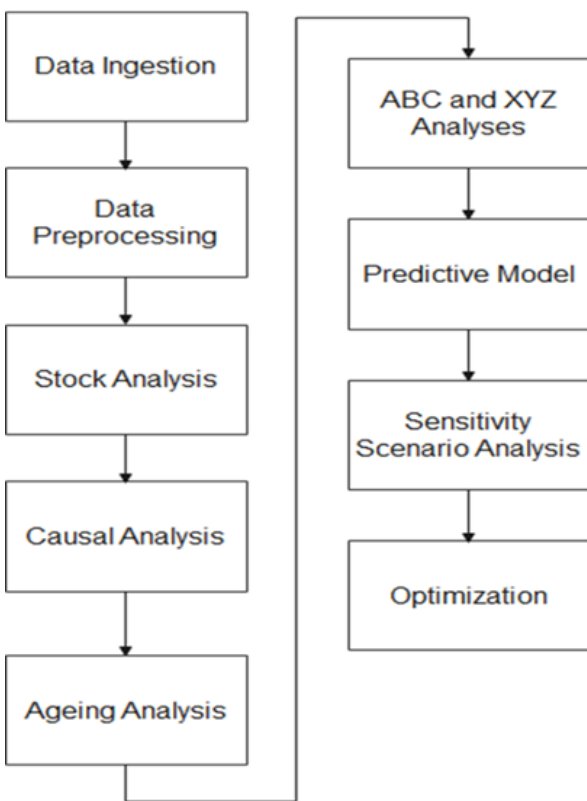 Data Ingestion
Data
Preprocessing
Stock Analysis
Causal Analysis
Ageing Analysis
ABC and XYZ
Analyses
Predictive Model
Sensitivity
Scenario Analysis
Optimization